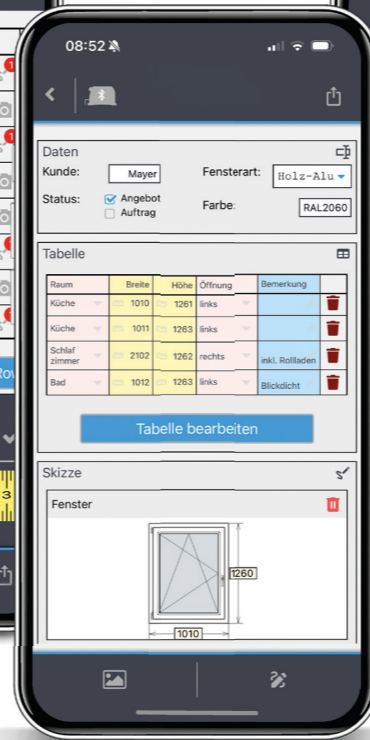 08:52
Daten
Kunde: Mayer Fensterart: Holz-Alu
Status: Angebot Farbe: RAL2060
Auftrag
Tabelle
Raum Breite Höhe Öffnung Bemerkung
Küche 1010 1261 links
Küche 1011 1263 links
Schlaf
zimmer 2102 1262 rechts inkl. Rollladen
Bad 1012 1263 links Blickdicht
Tabelle bearbeiten
Skizze
Fenster
1260
1010
3